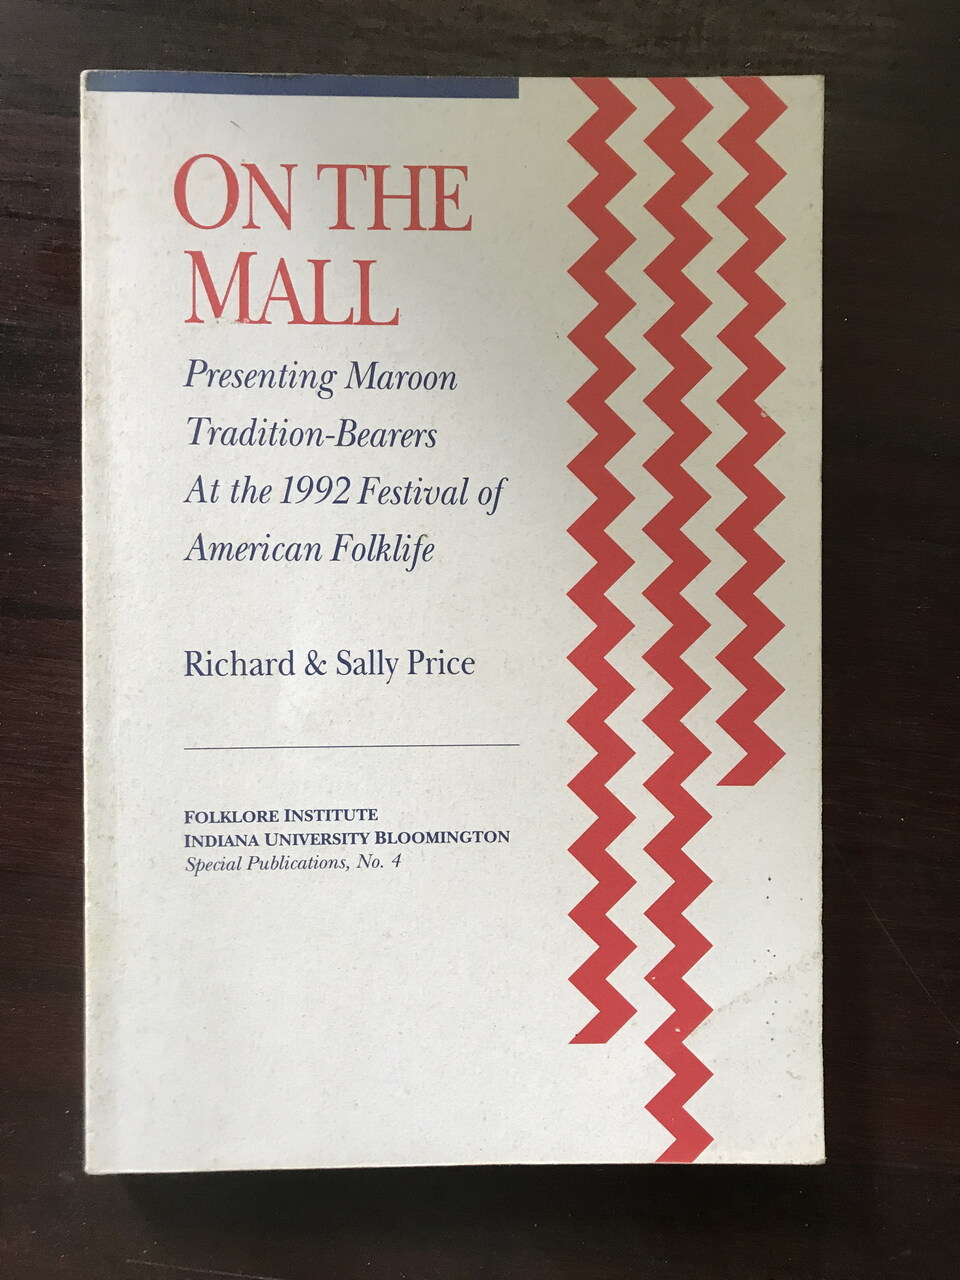 ON THE
MALL
Presenting Maroon
Tradition-Bearers
At the 1992 Festival of
American Folklife
Richard & Sally Price
FOLKLORE INSTITUTE
INDIANA UNIVERSITY BLOOMINGTON
Special Publications, No. 4